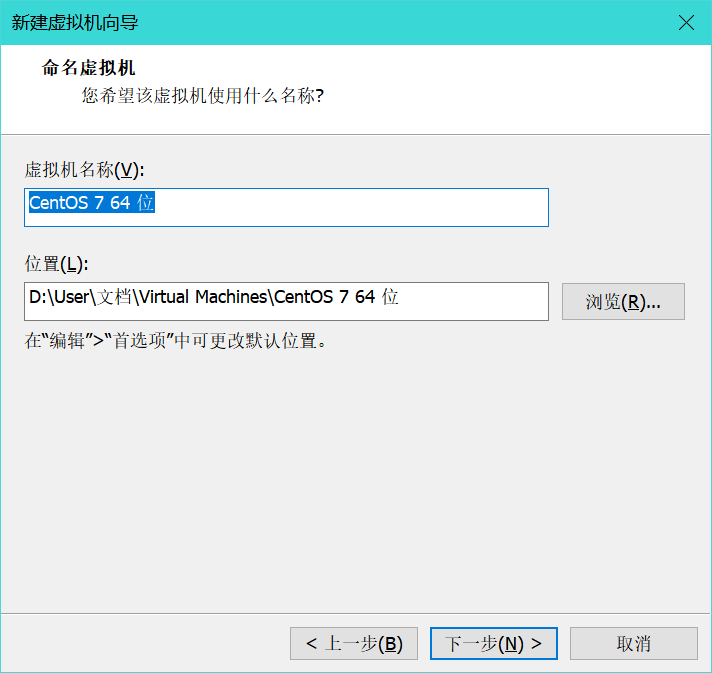 新建虚拟机向导
命名虚拟机
您希望该虚拟机使用什么名称?
虚拟机名称(V):
CentOS 7 64 位
位置(L):
D:\User\文档\Virtual Machines\CentOS 7 64 位
浏览(R)...
在“编辑”>“首选项”中可更改默认位置。
< 上一步(B)
下一步(N) >
取消